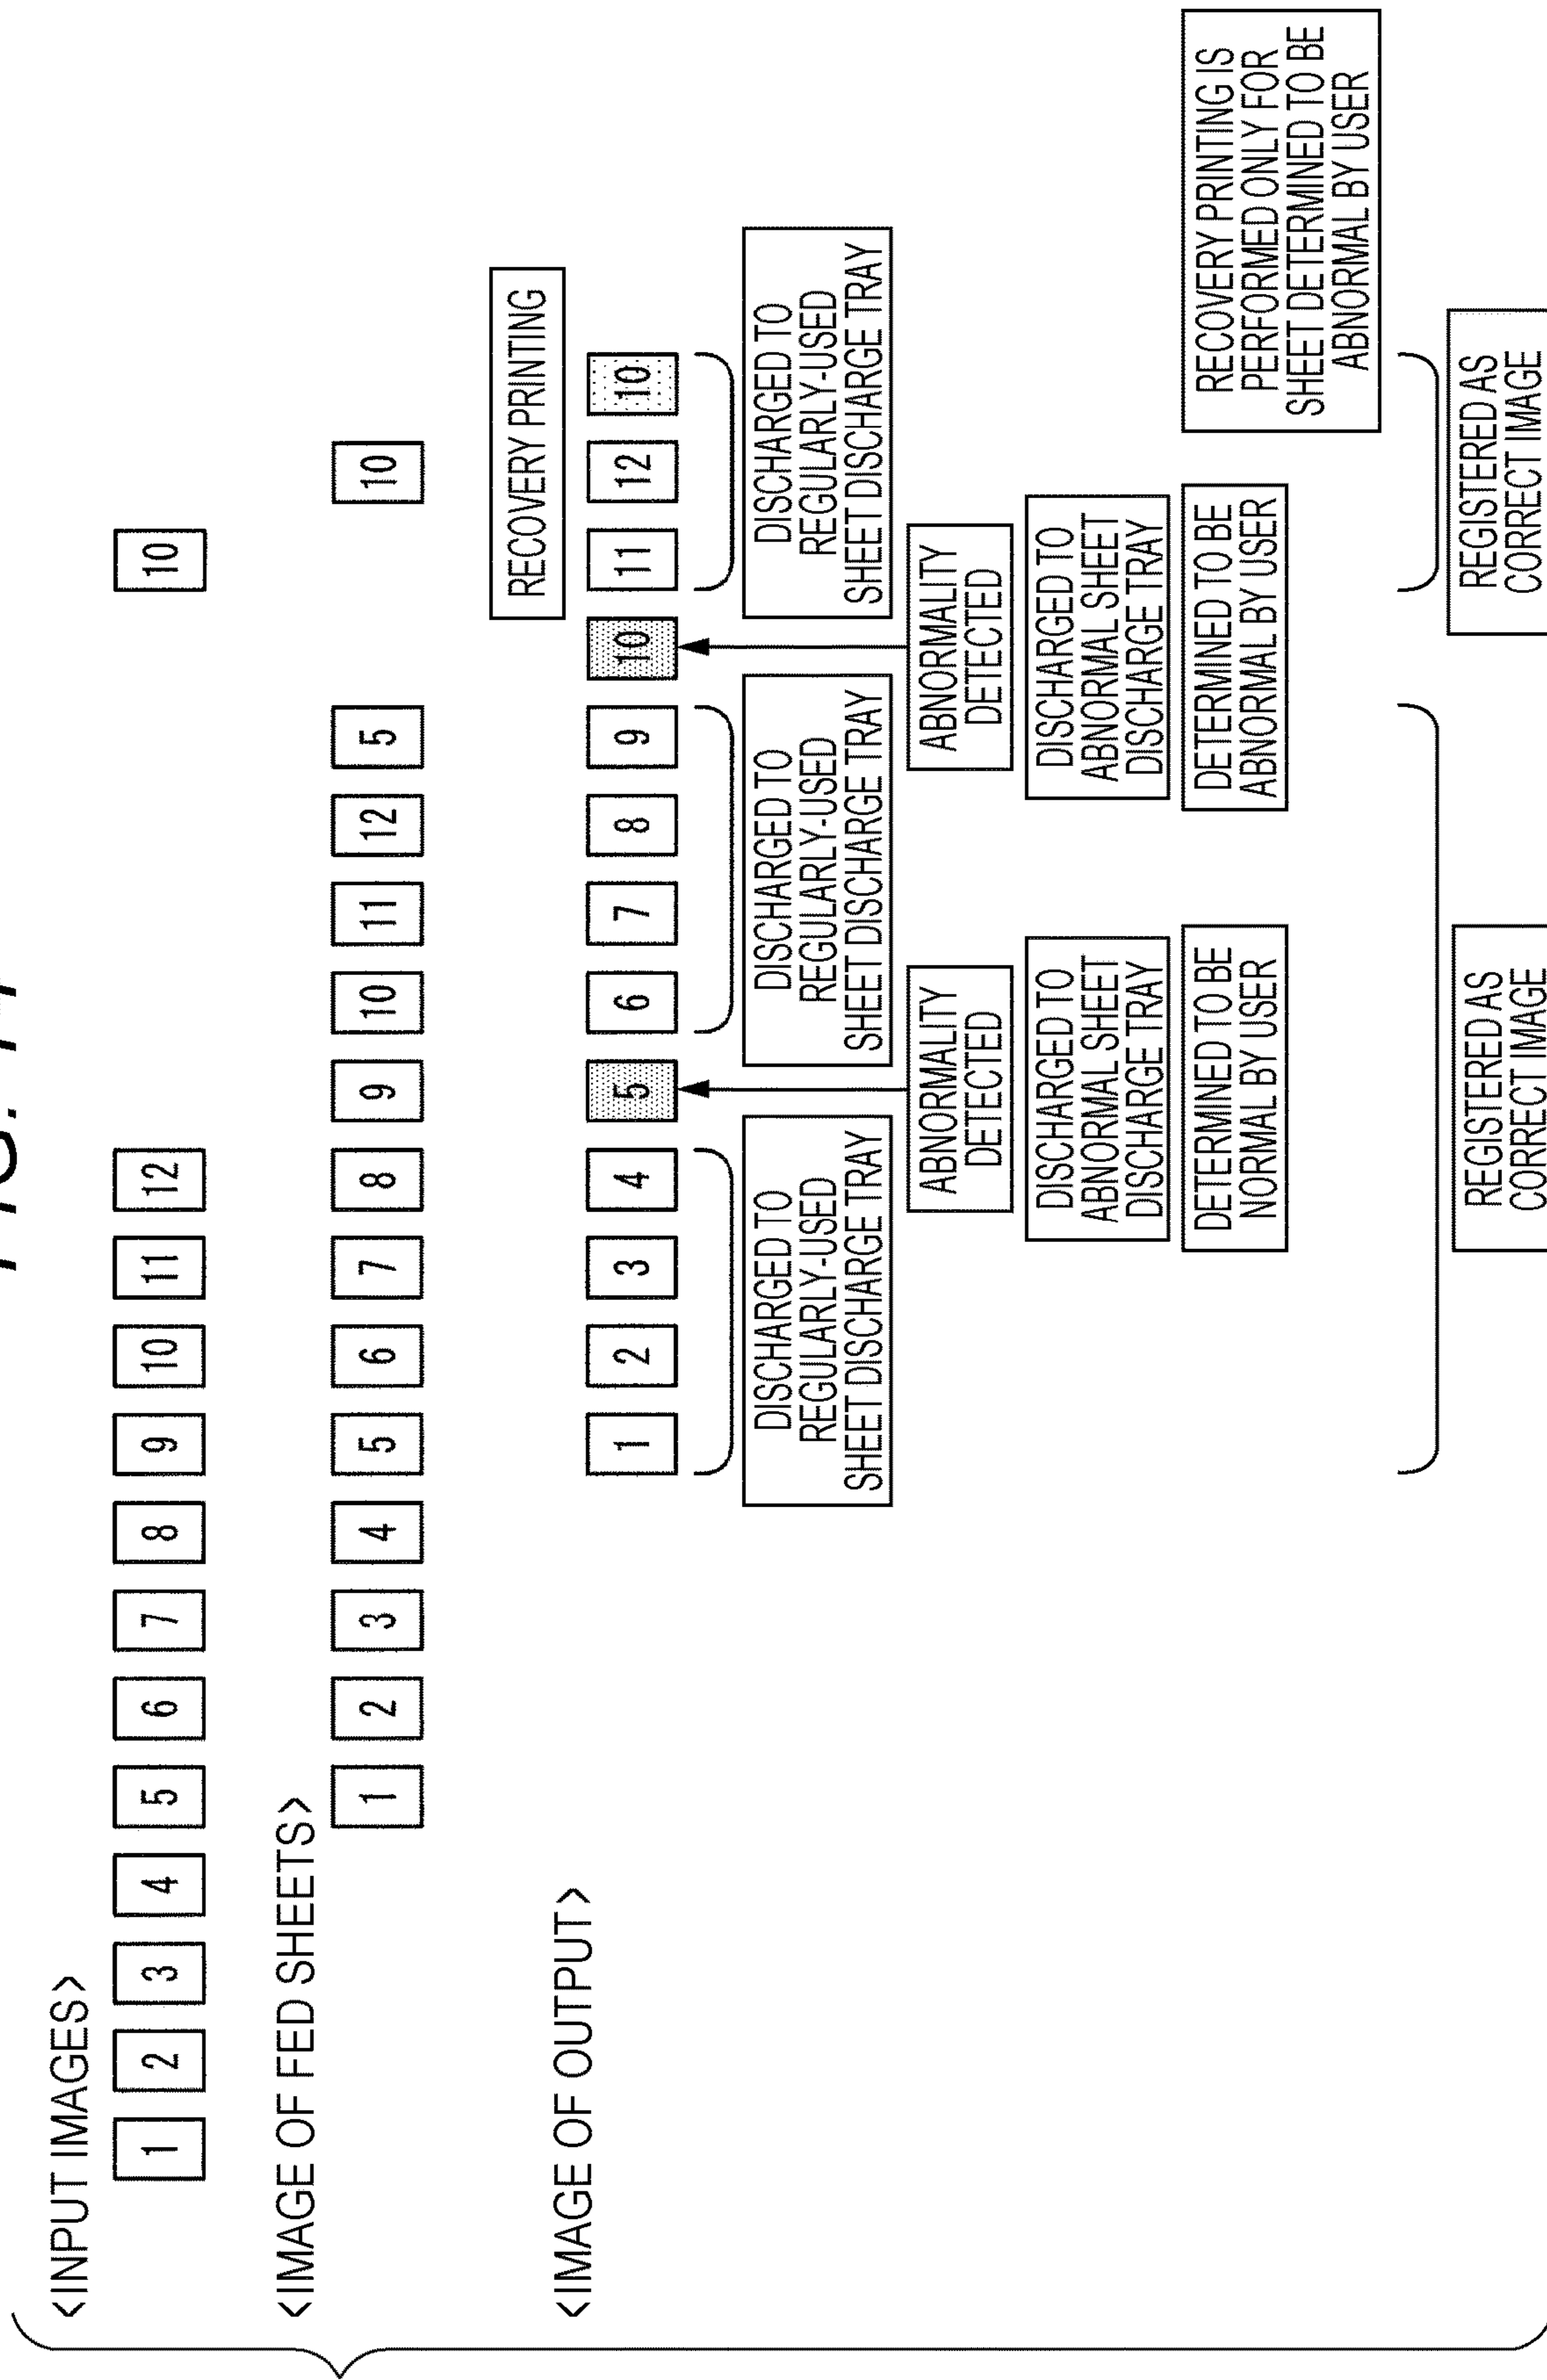 <INPUT IMAGES>
1 2 3 4 5 6 7 8 9 10 11 12 10
<IMAGE OF FED SHEETS>
1 2 3 4 5 6 7 8 9 10 11 12 5 10
<IMAGE OF OUTPUT>
RECOVERY PRINTING
1 2 3 4 5 6 7 8 9 10 11 12 10
DISCHARGED TO
REGULARLY-USED
SHEET DISCHARGE TRAY
DISCHARGED TO
REGULARLY-USED
SHEET DISCHARGE TRAY
DISCHARGED TO
REGULARLY-USED
SHEET DISCHARGE TRAY
ABNORMALITY
DETECTED
ABNORMALITY
DETECTED
DISCHARGED TO
ABNORMAL SHEET
DISCHARGE TRAY
DISCHARGED TO
ABNORMAL SHEET
DISCHARGE TRAY
DETERMINED TO BE
NORMAL BY USER
DETERMINED TO BE
ABNORMAL BY USER
RECOVERY PRINTING IS
PERFORMED ONLY FOR
SHEET DETERMINED TO BE
ABNORMAL BY USER
REGISTERED AS
CORRECT IMAGE
REGISTERED AS
CORRECT IMAGE